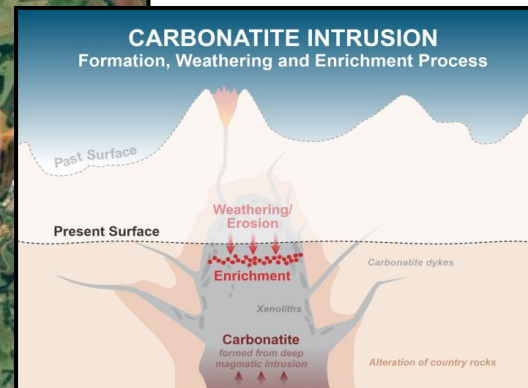 CARBONATITE INTRUSION
Formation, Weathering and Enrichment Process
Past Surface
Weathering/
Erosion
Present Surface
Enrichment
Carbonatite dykes
Xenoliths
Carbonatite
formed from deep
magmatic intrusion
Alteration of country rocks